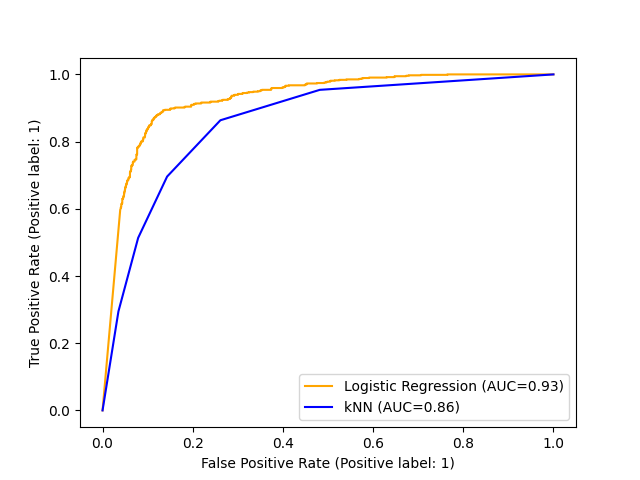 1.0
0.8
0.6
0.4
0.2
0.0
True Positive Rate (Positive label: 1)
Logistic Regression (AUC=0.93)
kNN (AUC=0.86)
0.0 0.2 0.4 0.6 0.8 1.0
False Positive Rate (Positive label: 1)